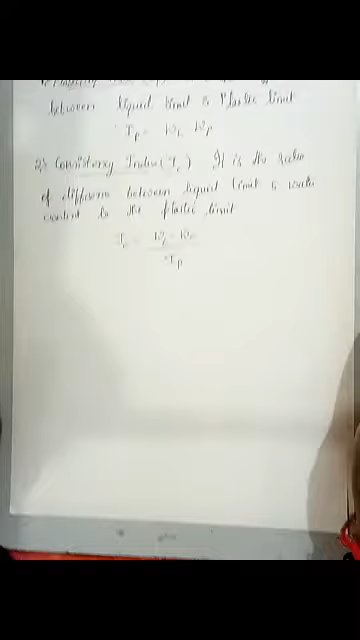 between liquid limit & Plastic limit
Ip = WL WP
2) Consistency Index (Ic) It is the ratio
of differnce between liquid limit & water
content to the plastic limit
Ic = WL - W
Ip